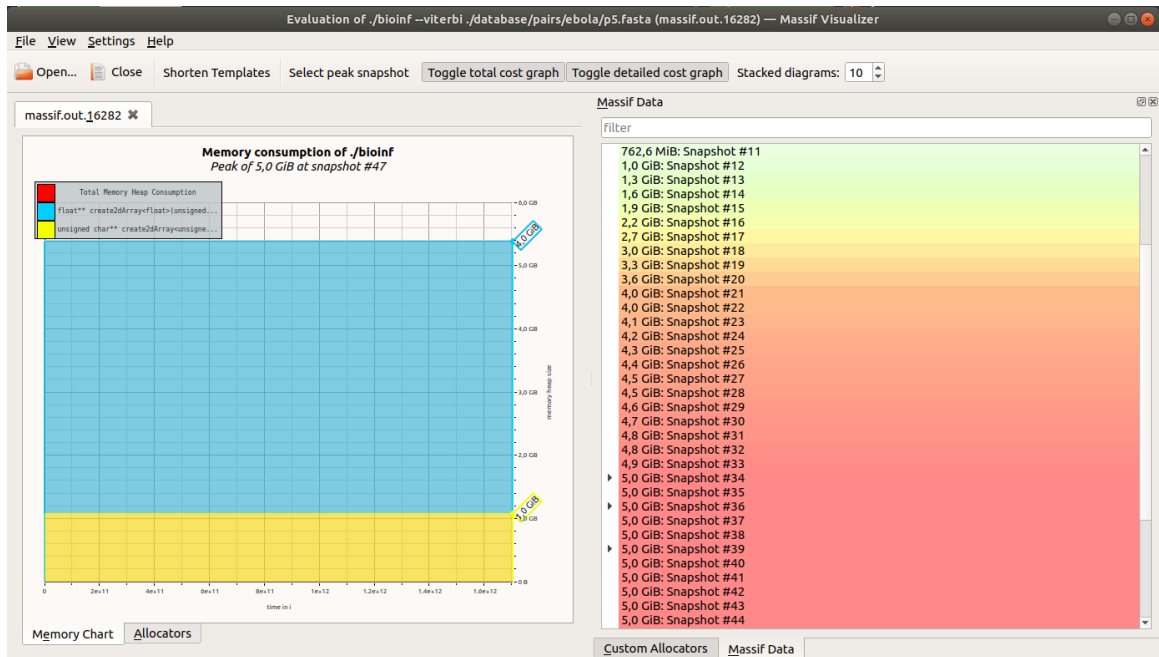 Evaluation of ./bioinf --viterbi ./database/pairs/ebola/p5.fasta (massif.out.16282) — Massif Visualizer
File View Settings Help
Open... Close Shorten Templates Select peak snapshot Toggle total cost graph Toggle detailed cost graph Stacked diagrams: 10
massif.out.16282
Memory consumption of ./bioinf
Peak of 5,0 GiB at snapshot #47
Total Memory Heap Consumption
float** create2dArray<float>(unsigned...
unsigned char** create2dArray<unsigne...
6,0 GB
4,0 GiB
5,0 GB
4,0 GB
3,0 GB
memory heap size
2,0 GB
1,0 GiB
1,0 GB
0 B
0 2e+11 4e+11 6e+11 8e+11 1e+12 1.2e+12 1.4e+12 1.6e+12
time in i
Memory Chart Allocators
Massif Data
filter
762,6 MiB: Snapshot #11
1,0 GiB: Snapshot #12
1,3 GiB: Snapshot #13
1,6 GiB: Snapshot #14
1,9 GiB: Snapshot #15
2,2 GiB: Snapshot #16
2,7 GiB: Snapshot #17
3,0 GiB: Snapshot #18
3,3 GiB: Snapshot #19
3,6 GiB: Snapshot #20
4,0 GiB: Snapshot #21
4,0 GiB: Snapshot #22
4,1 GiB: Snapshot #23
4,2 GiB: Snapshot #24
4,3 GiB: Snapshot #25
4,4 GiB: Snapshot #26
4,5 GiB: Snapshot #27
4,5 GiB: Snapshot #28
4,6 GiB: Snapshot #29
4,7 GiB: Snapshot #30
4,8 GiB: Snapshot #31
4,8 GiB: Snapshot #32
4,9 GiB: Snapshot #33
5,0 GiB: Snapshot #34
5,0 GiB: Snapshot #35
5,0 GiB: Snapshot #36
5,0 GiB: Snapshot #37
5,0 GiB: Snapshot #38
5,0 GiB: Snapshot #39
5,0 GiB: Snapshot #40
5,0 GiB: Snapshot #41
5,0 GiB: Snapshot #42
5,0 GiB: Snapshot #43
5,0 GiB: Snapshot #44
Custom Allocators Massif Data